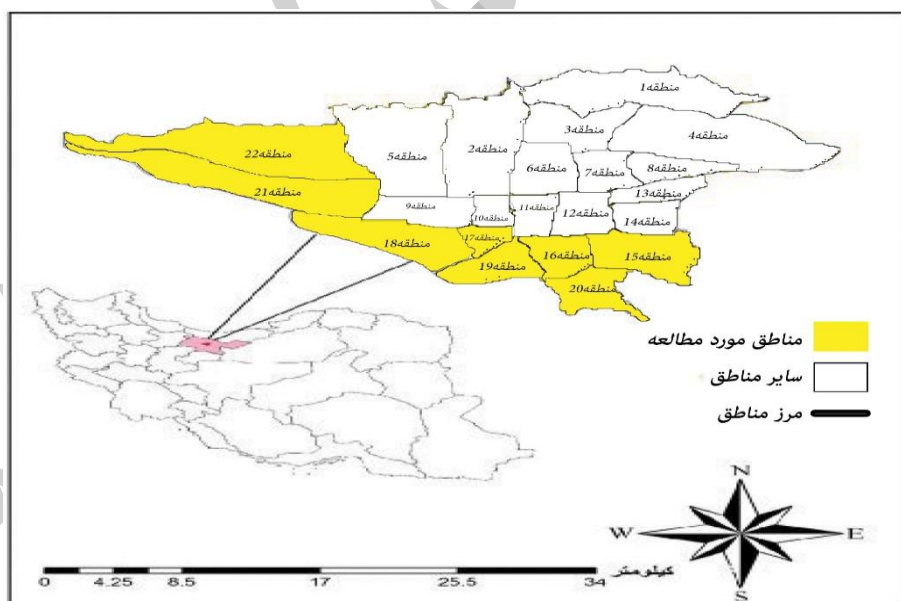 منطقه1
منطقه3
منطقه4
منطقه2
منطقه5
منطقه22
منطقه6
منطقه7
منطقه8
منطقه21
منطقه13
منطقه9
منطقه10
منطقه11
منطقه12
منطقه14
منطقه18
منطقه17
منطقه19
منطقه16
منطقه15
منطقه20
مناطق مورد مطالعه
سایر مناطق
مرز مناطق
N
W
E
S
کیلومتر
0 4.25 8.5 17 25.5 34